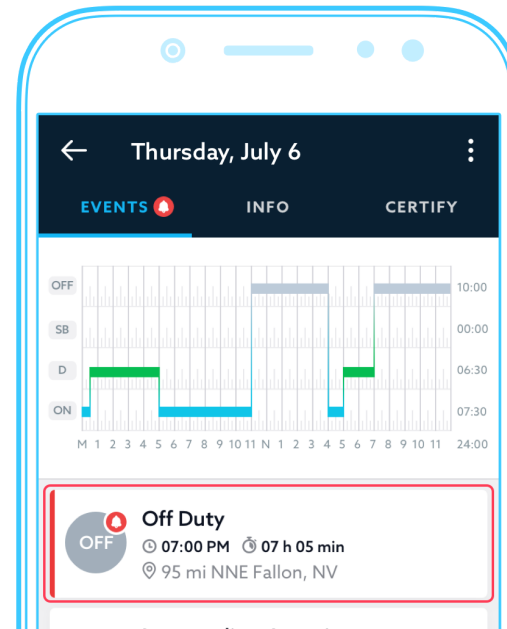 Thursday, July 6
EVENTS INFO CERTIFY
OFF 10:00
SB 00:00
D 06:30
ON 07:30
M 1 2 3 4 5 6 7 8 9 10 11 N 1 2 3 4 5 6 7 8 9 10 11 24:00
Off Duty
OFF 07:00 PM 07 h 05 min
95 mi NNE Fallon, NV